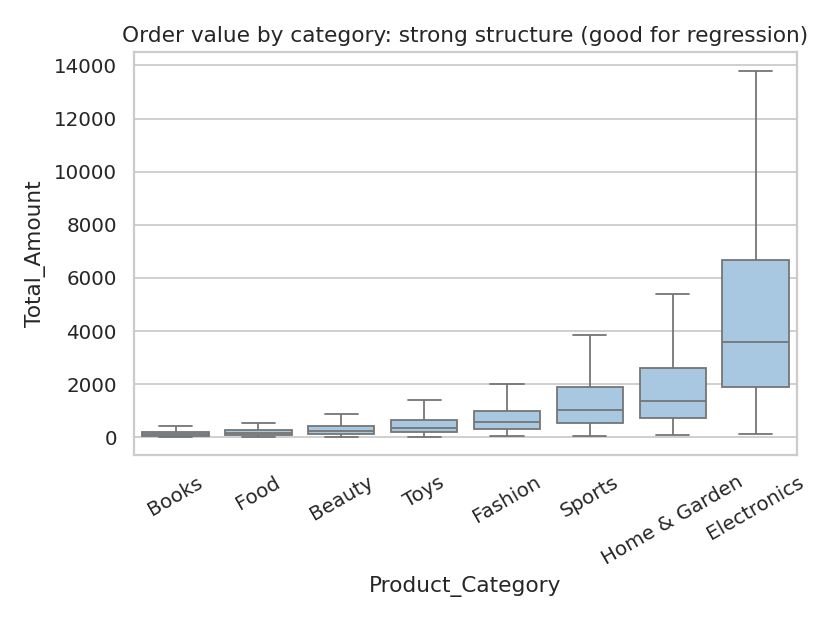 Order value by category: strong structure (good for regression)
14000
12000
10000
8000
6000
4000
2000
0
Total_Amount
Books
Food
Beauty
Toys
Fashion
Sports
Home & Garden
Electronics
Product_Category